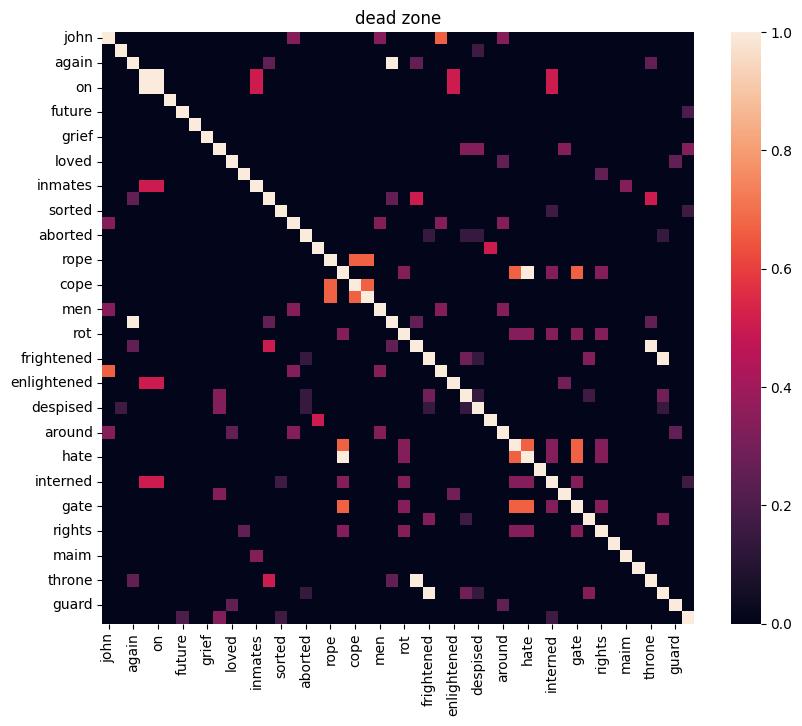 dead zone
john
again
on
future
grief
loved
inmates
sorted
aborted
rope
cope
men
rot
frightened
enlightened
despised
around
hate
interned
gate
rights
maim
throne
guard
1.0
0.8
0.6
0.4
0.2
0.0
john
again
on
future
grief
loved
inmates
sorted
aborted
rope
cope
men
rot
frightened
enlightened
despised
around
hate
interned
gate
rights
maim
throne
guard